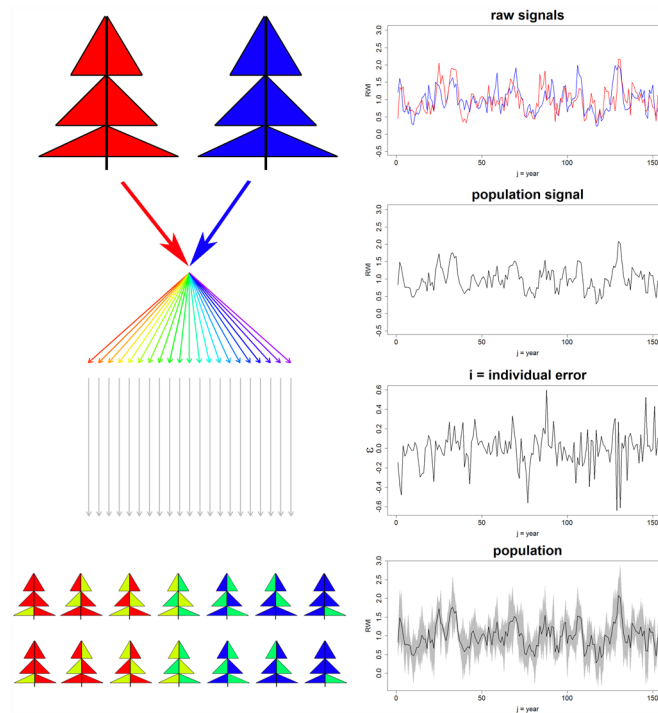 raw signals
RWI
3.0
2.5
2.0
1.5
1.0
0.5
0.0
-0.5
0 50 100 150
j = year
population signal
RWI
3.0
2.5
2.0
1.5
1.0
0.5
0.0
-0.5
0 50 100 150
j = year
i = individual error
ε
0.6
0.4
0.2
0.0
-0.2
-0.4
-0.6
0 50 100 150
j = year
population
RWI
3.0
2.5
2.0
1.5
1.0
0.5
0.0
0 50 100 150
j = year